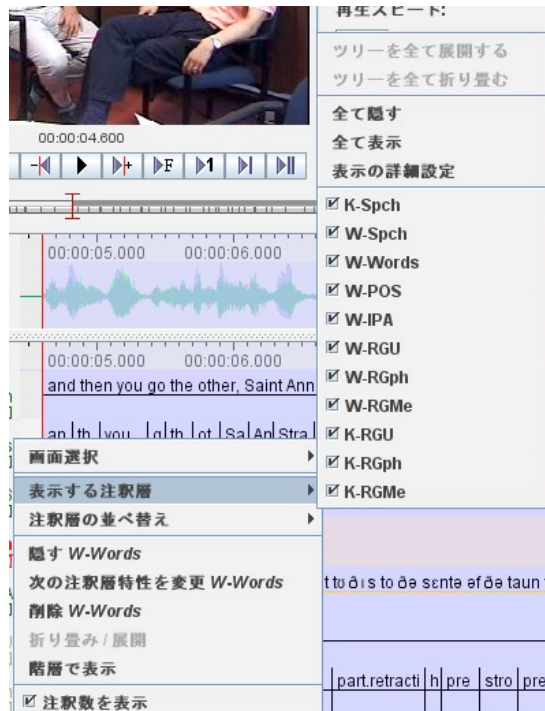 再生スピード:
ツリーを全て展開する
ツリーを全て折り畳む
全て隠す
全て表示
表示の詳細設定
K-Spch
W-Spch
W-Words
W-POS
W-IPA
W-RGU
W-RGph
W-RGMe
K-RGU
K-RGph
K-RGMe
00:00:04.600
F
1
00:00:05.000 00:00:06.000
00:00:05.000 00:00:06.000
and then you go the other, Saint Ann
an th you g th ot Sa An Stra
画面選択
表示する注釈層
注釈層の並べ替え
隠す W-Words
次の注釈層特性を変更 W-Words
削除 W-Words
折り畳み / 展開
階層で表示
注釈数を表示
part.retracti h pre stro pre